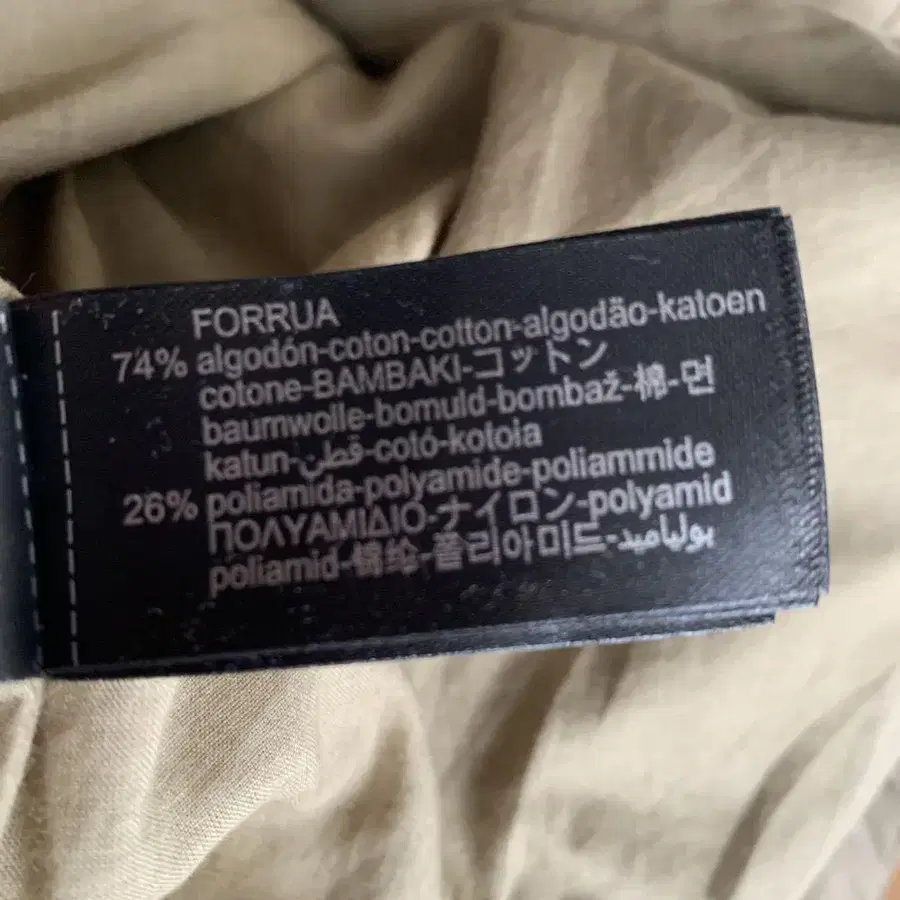 FORRUA
74% algodón-coton-cotton-algodão-katoen
cotone-BAMBAKI-コットン
baumwolle-bomuld-bombaž-棉-면
katun-قطن-cotó-kotoia
26% poliamida-polyamide-poliammide
ΠΟΛΥΑΜΙΔΙΟ-ナイロン-polyamid
poliamid-锦纶-폴리아미드-بولياميد